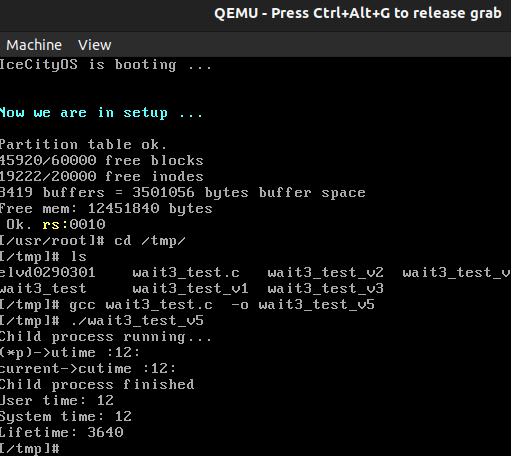 QEMU - Press Ctrl+Alt+G to release grab
Machine View
IceCityOS is booting ...
Now we are in setup ...
Partition table ok.
45920/60000 free blocks
19222/20000 free inodes
3419 buffers = 3501056 bytes buffer space
Free mem: 12451840 bytes
Ok. rs:0010
[/usr/root]# cd /tmp/
[/tmp]# ls
elvd0290301 wait3_test.c wait3_test_v2 wait3_test_v
wait3_test wait3_test_v1 wait3_test_v3
[/tmp]# gcc wait3_test.c -o wait3_test_v5
[/tmp]# ./wait3_test_v5
Child process running...
(*p)->utime :12:
current->cutime :12:
Child process finished
User time: 12
System time: 12
Lifetime: 3640
[/tmp]#